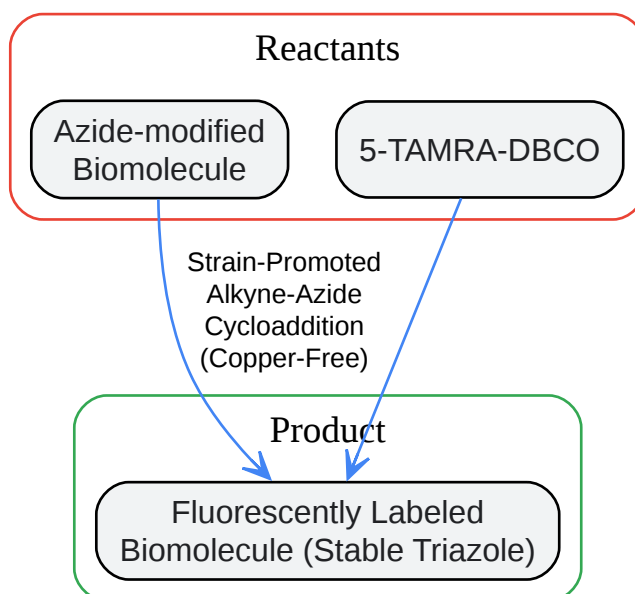 Reactants
Azide-modified
Biomolecule
5-TAMRA-DBCO
Strain-Promoted
Alkyne-Azide
Cycloaddition
(Copper-Free)
Product
Fluorescently Labeled
Biomolecule (Stable Triazole)